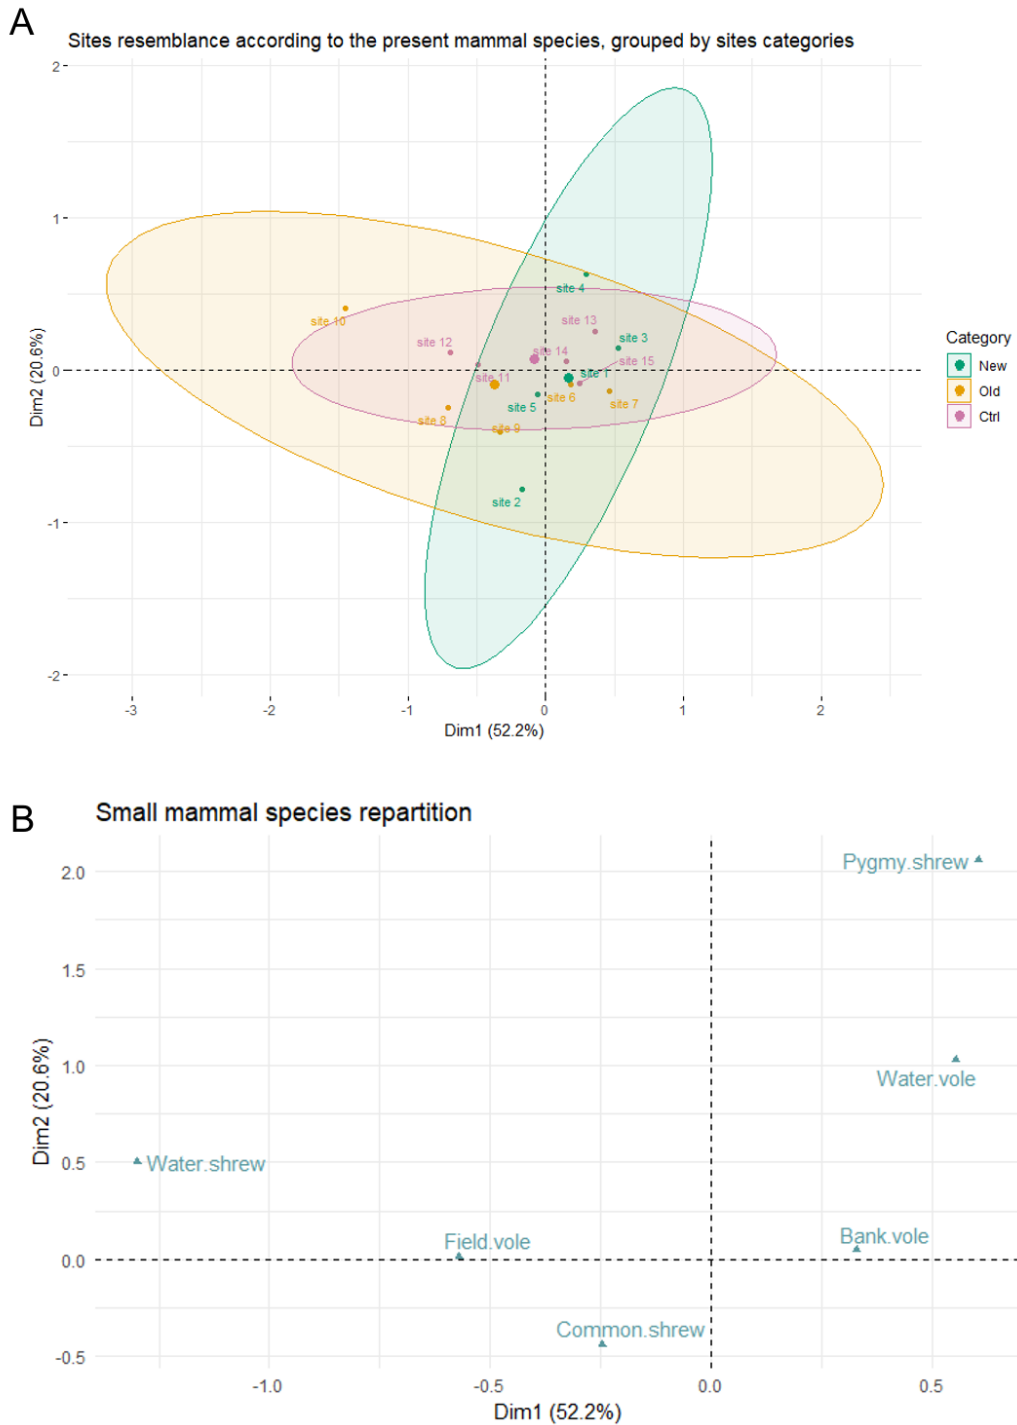 A
Sites resemblance according to the present mammal species, grouped by sites categories
2
1
0
-1
-2
Dim2 (20.6%)
site 4
site 10
site 13
site 3
site 12
site 14
site 15
site 11
site 1
site 6
site 7
site 5
site 8
site 9
site 2
-3
-2
-1
0
1
2
Dim1 (52.2%)
Category
New
Old
Ctrl
B
Small mammal species repartition
2.0
1.5
1.0
0.5
0.0
-0.5
Dim2 (20.6%)
Pygmy.shrew
Water.vole
Water.shrew
Field.vole
Bank.vole
Common.shrew
-1.0
-0.5
0.0
0.5
Dim1 (52.2%)